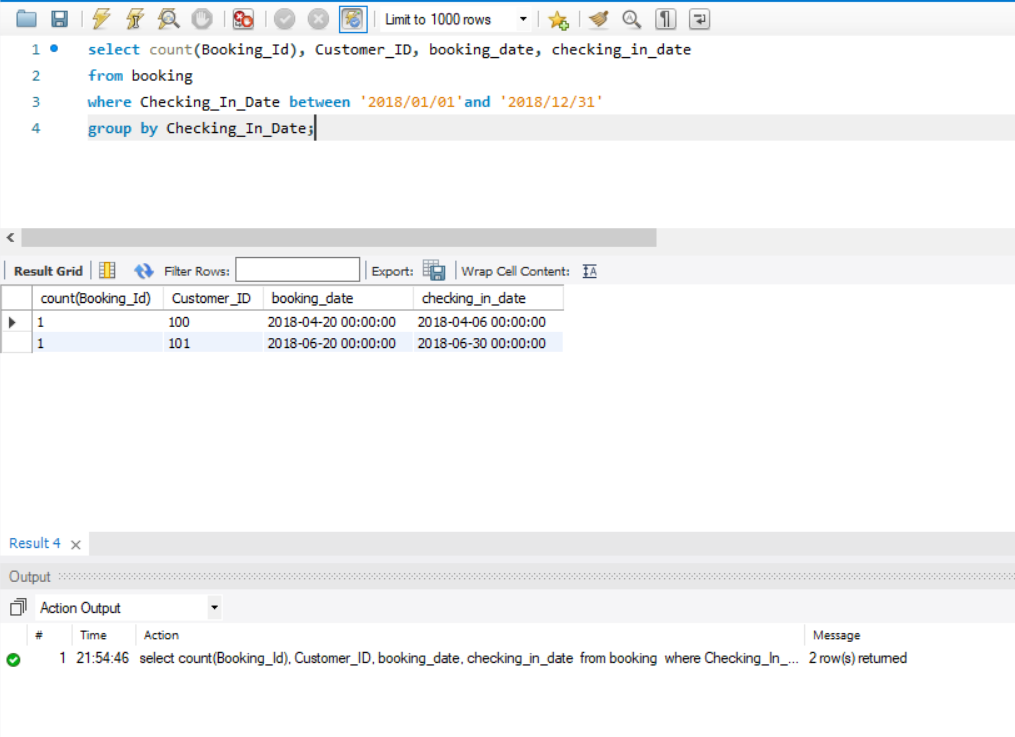 Limit to 1000 rows
1 select count(Booking_Id), Customer_ID, booking_date, checking_in_date
2 from booking
3 where Checking_In_Date between '2018/01/01'and '2018/12/31'
4 group by Checking_In_Date;
Result Grid Filter Rows: Export: Wrap Cell Content: IA
count(Booking_Id) Customer_ID booking_date checking_in_date
1 100 2018-04-20 00:00:00 2018-04-06 00:00:00
1 101 2018-06-20 00:00:00 2018-06-30 00:00:00
Result 4
Output
Action Output
# Time Action Message
1 21:54:46 select count(Booking_Id), Customer_ID, booking_date, checking_in_date from booking where Checking_In_... 2 row(s) returned